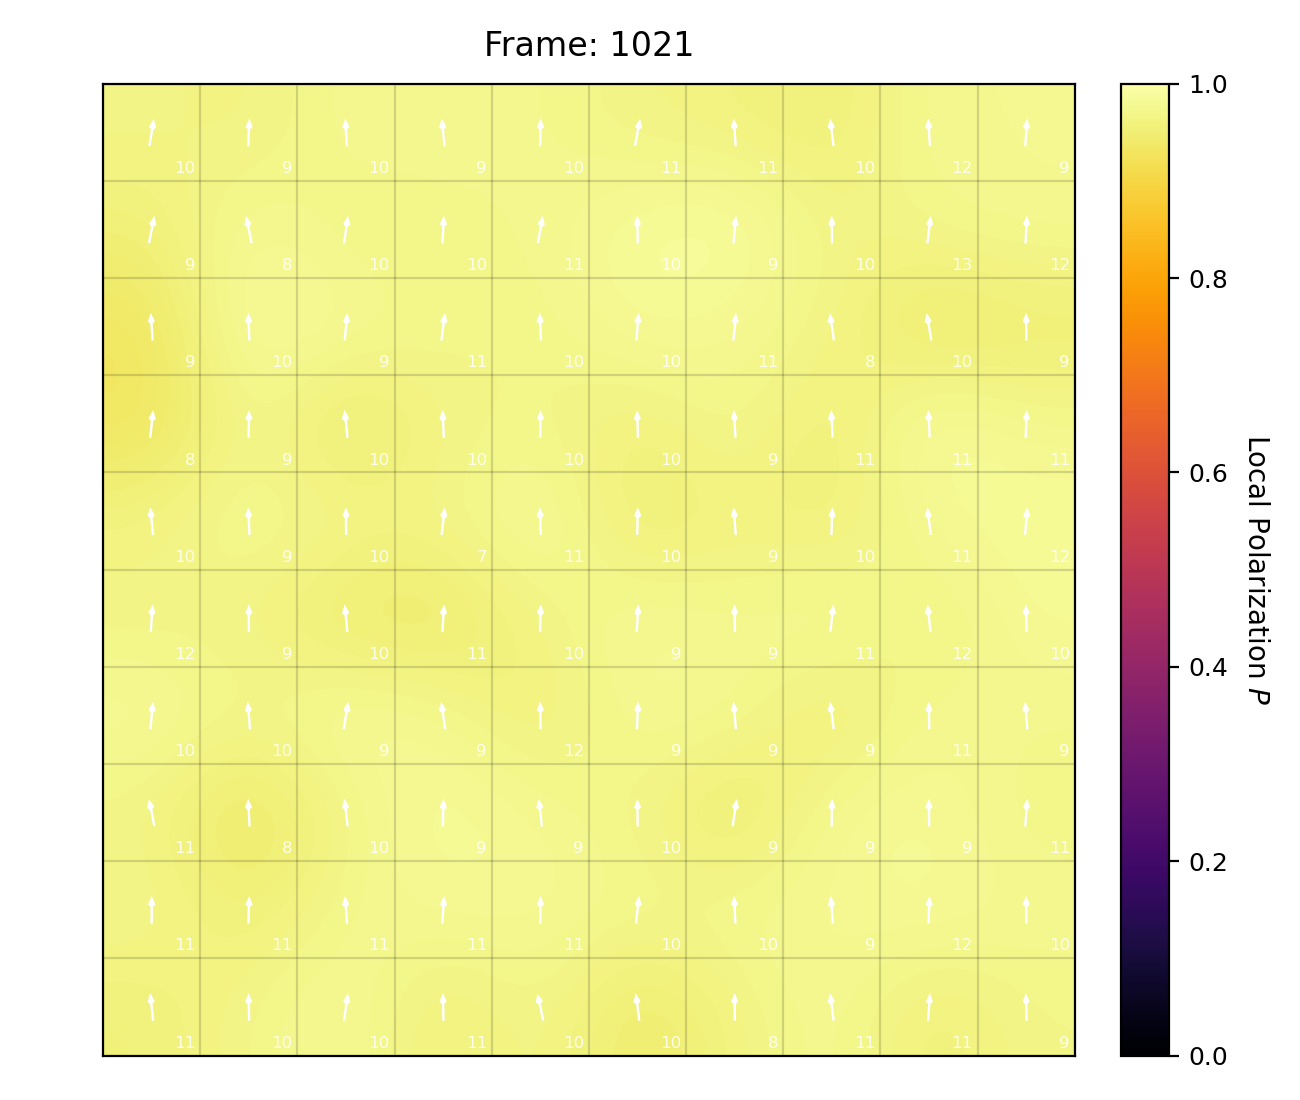 Frame: 1021
10 9 10 9 10 11 11 10 12 9
9 8 10 10 11 10 9 10 13 12
9 10 9 11 10 10 11 8 10 9
8 9 10 10 10 10 9 11 11 11
10 9 10 7 11 10 9 10 11 12
12 9 10 11 10 9 9 11 12 10
10 10 9 9 12 9 9 9 11 9
11 8 10 9 9 10 9 9 9 11
11 11 11 11 11 10 10 9 12 10
11 10 10 11 10 10 8 11 11 9
1.0
0.8
0.6
0.4
0.2
0.0
Local Polarization P